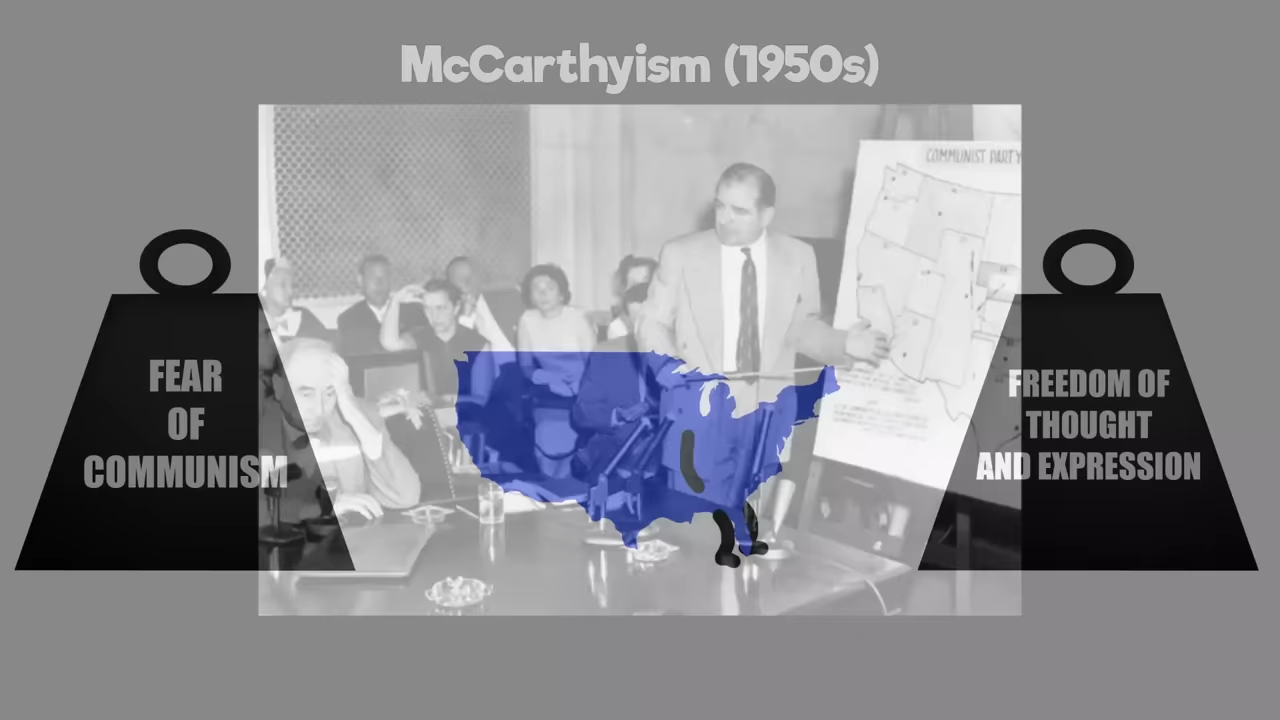 McCarthyism (1950s)
COMMUNIST PARTY
FEAR
OF
COMMUNISM
FREEDOM OF
THOUGHT
AND EXPRESSION